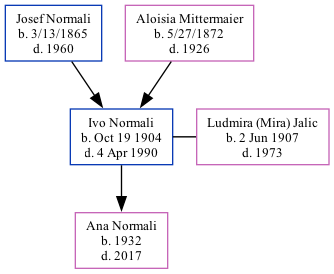 Josef Normali
b. 3/13/1865
d. 1960
Aloisia Mittermaier
b. 5/27/1872
d. 1926
Ivo Normali
b. Oct 19 1904
d. 4 Apr 1990
Ludmira (Mira) Jalic
b. 2 Jun 1907
d. 1973
Ana Normali
b. 1932
d. 2017